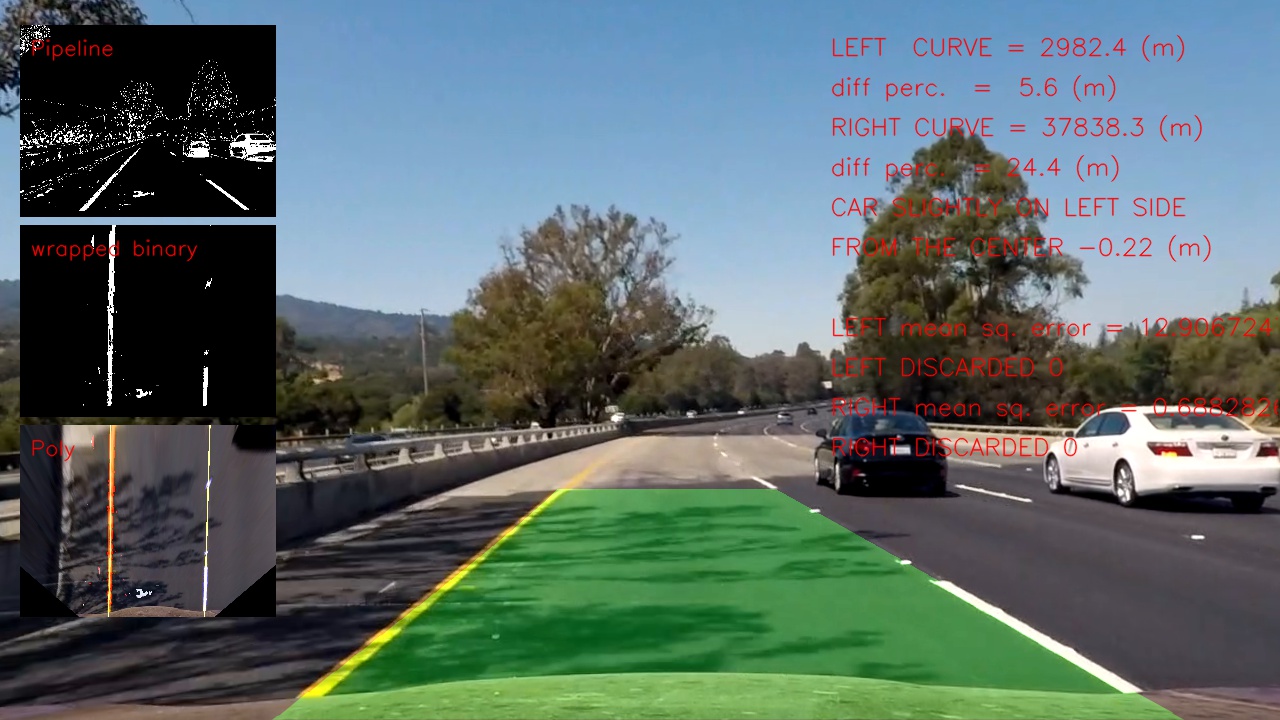 Pipeline
wrapped binary
Poly
LEFT CURVE = 2982.4 (m)
diff perc. = 5.6 (m)
RIGHT CURVE = 37838.3 (m)
diff perc. = 24.4 (m)
CAR SLIGHTLY ON LEFT SIDE
FROM THE CENTER -0.22 (m)
LEFT mean sq. error = 12.906724
LEFT DISCARDED 0
RIGHT mean sq. error = 0.688282
RIGHT DISCARDED 0